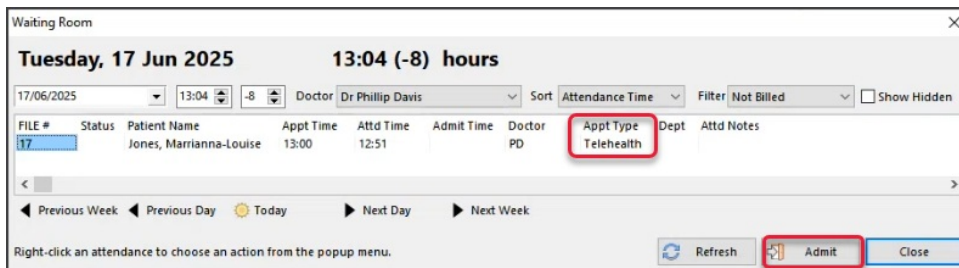 Waiting Room
Tuesday, 17 Jun 2025 13:04 (-8) hours
17/06/2025 13:04 -8 Doctor Dr Phillip Davis Sort Attendance Time Filter Not Billed Show Hidden
FILE # Status Patient Name Appt Time Attd Time Admit Time Doctor Appt Type Dept Attd Notes
17 Jones, Marrianna-Louise 13:00 12:51 PD Telehealth
Previous Week Previous Day Today Next Day Next Week
Right-click an attendance to choose an action from the popup menu. Refresh Admit Close